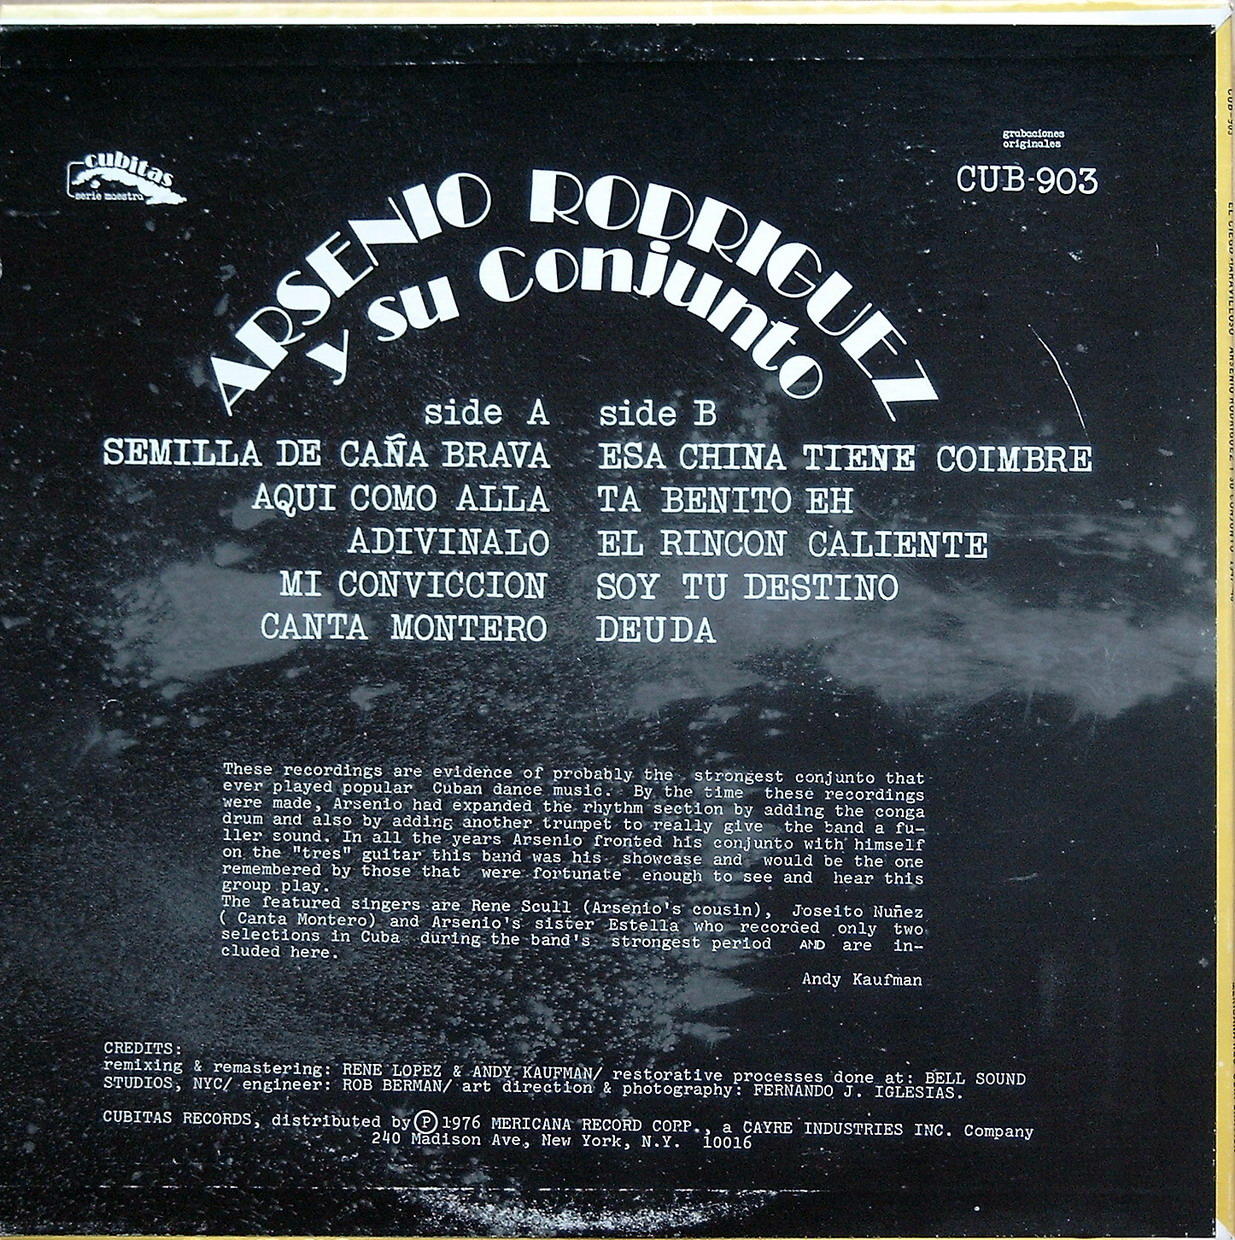 cubitas
serie maestro
grabaciones
originales
CUB-903
ARSENIO RODRIGUEZ
y su Conjunto
side A
SEMILLA DE CAÑA BRAVA
AQUI COMO ALLA
ADIVINALO
MI CONVICCION
CANTA MONTERO
side B
ESA CHINA TIENE COIMBRE
TA BENITO EH
EL RINCON CALIENTE
SOY TU DESTINO
DEUDA
These recordings are evidence of probably the strongest conjunto that
ever played popular Cuban dance music. By the time these recordings
were made, Arsenio had expanded the rhythm section by adding the conga
drum and also by adding another trumpet to really give the band a fu-
ller sound. In all the years Arsenio fronted his conjunto with himself
on the "tres" guitar this band was his showcase and would be the one
remembered by those that were fortunate enough to see and hear this
group play.
The featured singers are Rene Scull (Arsenio's cousin), Joseito Nuñez
( Canta Montero) and Arsenio's sister Estella who recorded only two
selections in Cuba during the band's strongest period AND are in-
cluded here.
Andy Kaufman
CREDITS:
remixing & remastering: RENE LOPEZ & ANDY KAUFMAN/ restorative processes done at: BELL SOUND
STUDIOS, NYC/ engineer: ROB BERMAN/ art direction & photography: FERNANDO J. IGLESIAS.
CUBITAS RECORDS, distributed by Ⓟ 1976 MERICANA RECORD CORP., a CAYRE INDUSTRIES INC. Company
240 Madison Ave, New York, N.Y. 10016